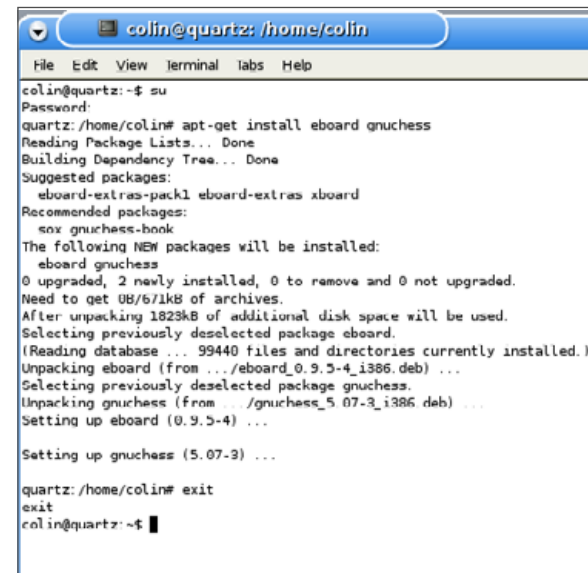 colin@quartz: /home/colin
File Edit View Terminal Tabs Help
colin@quartz:~$ su
Password:
quartz:/home/colin# apt-get install eboard gnuchess
Reading Package Lists... Done
Building Dependency Tree... Done
Suggested packages:
  eboard-extras-pack1 eboard-extras xboard
Recommended packages:
  sox gnuchess-book
The following NEW packages will be installed:
  eboard gnuchess
0 upgraded, 2 newly installed, 0 to remove and 0 not upgraded.
Need to get 0B/671kB of archives.
After unpacking 1823kB of additional disk space will be used.
Selecting previously deselected package eboard.
(Reading database ... 99440 files and directories currently installed.)
Unpacking eboard (from .../eboard_0.9.5-4_i386.deb) ...
Selecting previously deselected package gnuchess.
Unpacking gnuchess (from .../gnuchess_5.07-3_i386.deb) ...
Setting up eboard (0.9.5-4) ...
Setting up gnuchess (5.07-3) ...
quartz:/home/colin# exit
exit
colin@quartz:~$